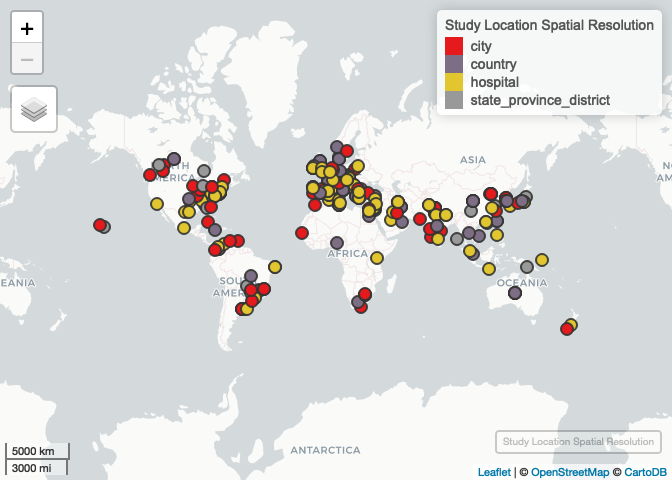 +
−
Study Location Spatial Resolution
city
country
hospital
state_province_district
NORTH
AMERICA
ASIA
AFRICA
SOUTH
AMERICA
OCEANIA
EANIA
ANTARCTICA
Study Location Spatial Resolution
5000 km
3000 mi
Leaflet | © OpenStreetMap © CartoDB